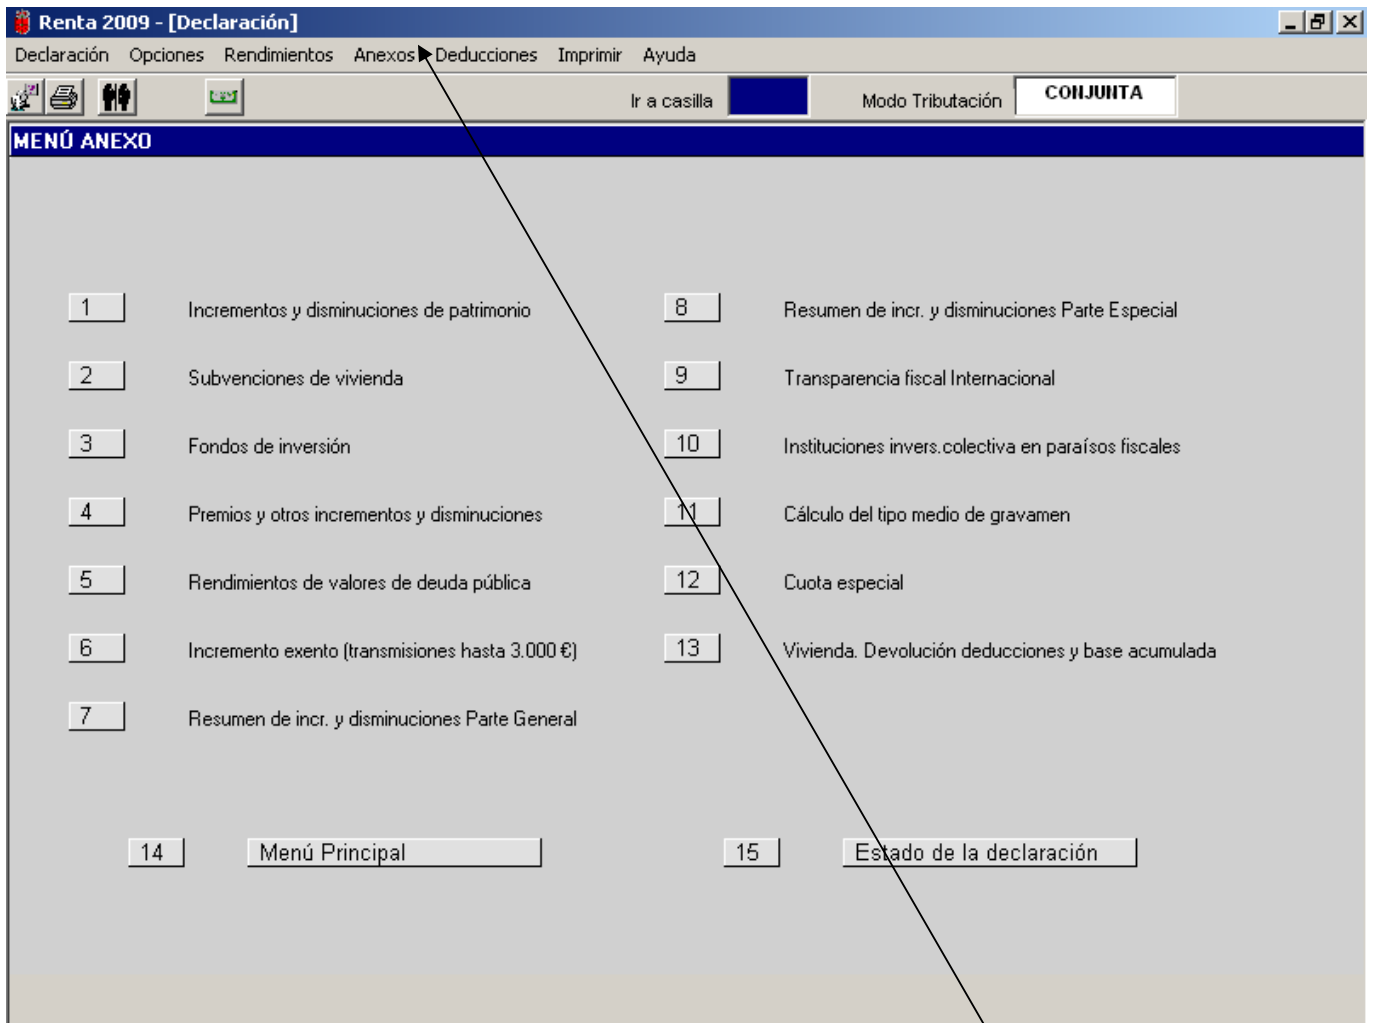 Renta 2009 - [Declaración]
Declaración Opciones Rendimientos Anexos Deducciones Imprimir Ayuda
Ir a casilla Modo Tributación CONJUNTA
MENÚ ANEXO
1 Incrementos y disminuciones de patrimonio
2 Subvenciones de vivienda
3 Fondos de inversión
4 Premios y otros incrementos y disminuciones
5 Rendimientos de valores de deuda pública
6 Incremento exento (transmisiones hasta 3.000 €)
7 Resumen de incr. y disminuciones Parte General
8 Resumen de incr. y disminuciones Parte Especial
9 Transparencia fiscal Internacional
10 Instituciones invers.colectiva en paraísos fiscales
11 Cálculo del tipo medio de gravamen
12 Cuota especial
13 Vivienda. Devolución deducciones y base acumulada
14 Menú Principal
15 Estado de la declaración